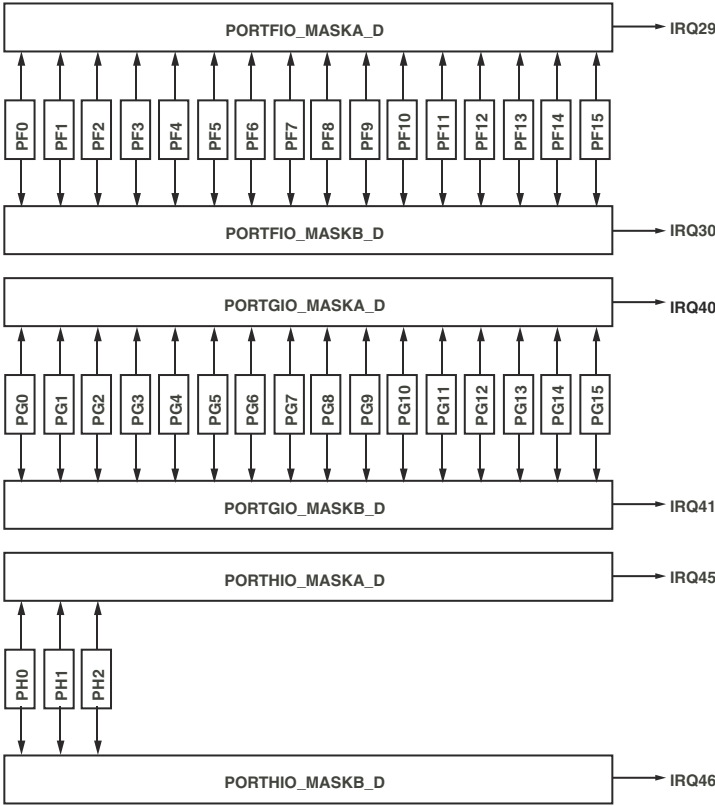 PORTFIO_MASKA_D
IRQ29
PF0 PF1 PF2 PF3 PF4 PF5 PF6 PF7 PF8 PF9 PF10 PF11 PF12 PF13 PF14 PF15
PORTFIO_MASKB_D
IRQ30
PORTGIO_MASKA_D
IRQ40
PG0 PG1 PG2 PG3 PG4 PG5 PG6 PG7 PG8 PG9 PG10 PG11 PG12 PG13 PG14 PG15
PORTGIO_MASKB_D
IRQ41
PORTHIO_MASKA_D
IRQ45
PH0 PH1 PH2
PORTHIO_MASKB_D
IRQ46